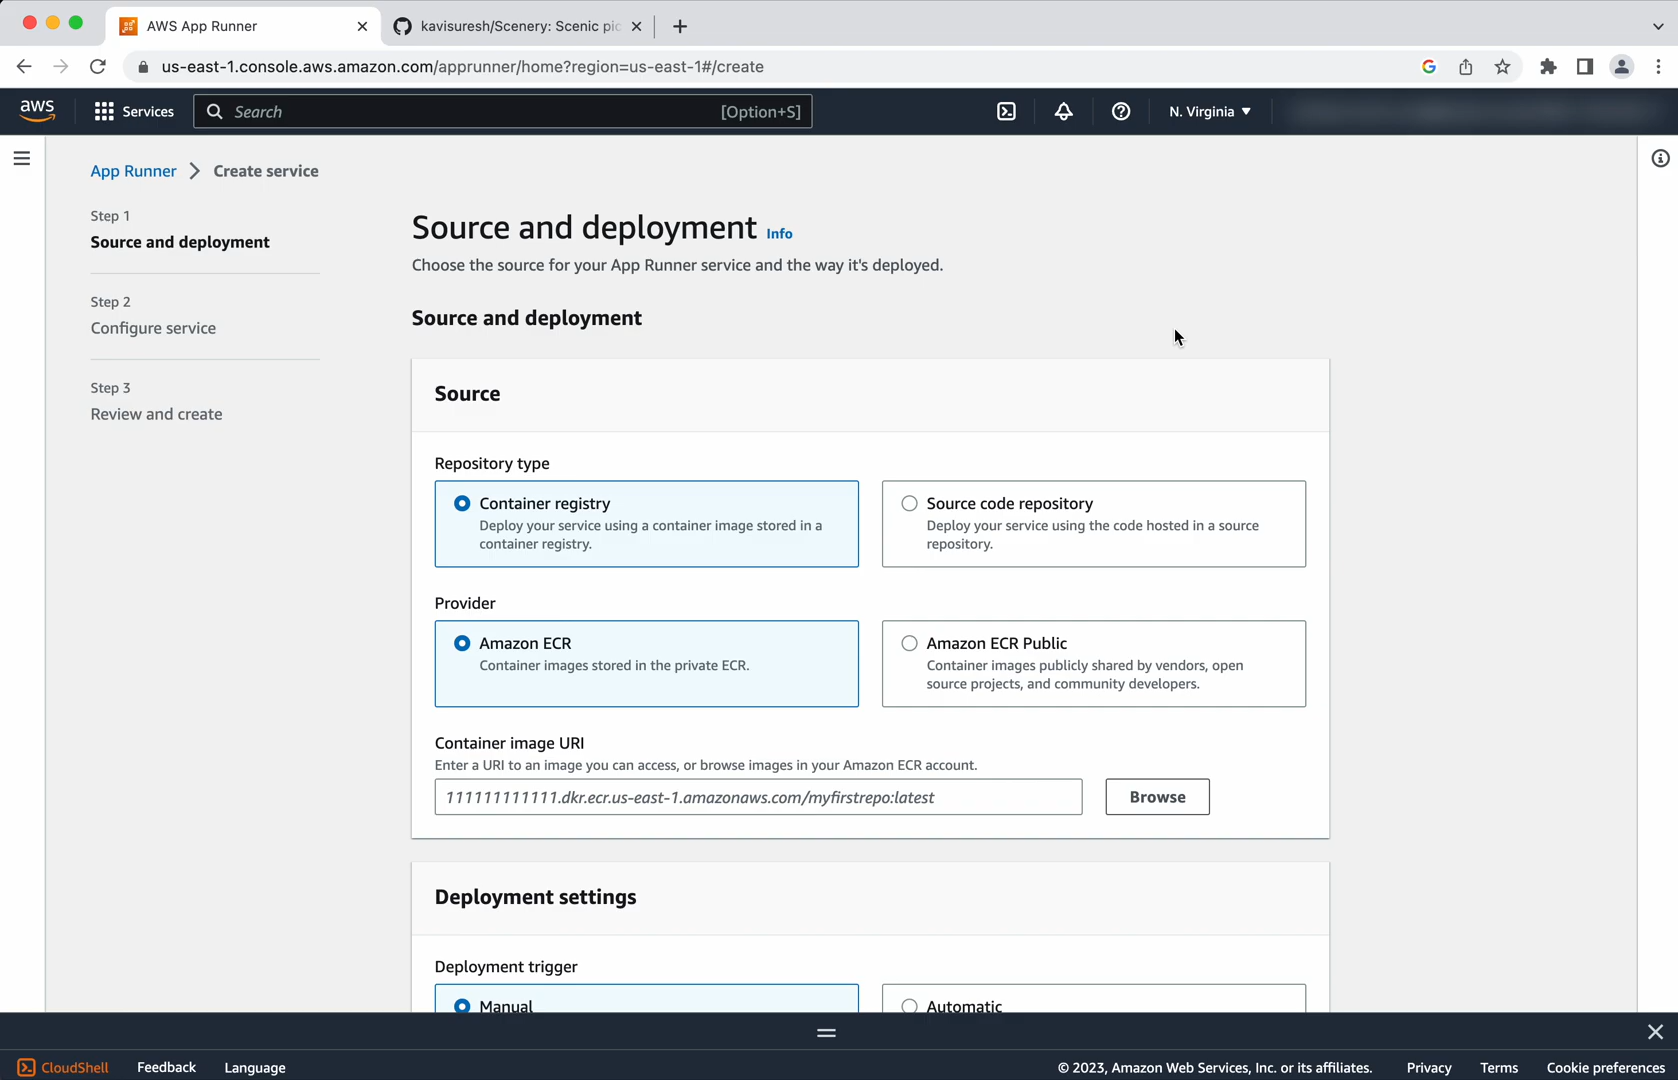 AWS App Runner
kavisuresh/Scenery: Scenic pic
us-east-1.console.aws.amazon.com/apprunner/home?region=us-east-1#/create
aws
Services
Search
[Option+S]
N. Virginia
App Runner
Create service
Step 1
Source and deployment
Step 2
Configure service
Step 3
Review and create
Source and deployment Info
Choose the source for your App Runner service and the way it's deployed.
Source and deployment
Source
Repository type
Container registry
Deploy your service using a container image stored in a
container registry.
Source code repository
Deploy your service using the code hosted in a source
repository.
Provider
Amazon ECR
Container images stored in the private ECR.
Amazon ECR Public
Container images publicly shared by vendors, open
source projects, and community developers.
Container image URI
Enter a URI to an image you can access, or browse images in your Amazon ECR account.
111111111111.dkr.ecr.us-east-1.amazonaws.com/myfirstrepo:latest
Browse
Deployment settings
Deployment trigger
Manual
Automatic
CloudShell
Feedback
Language
© 2023, Amazon Web Services, Inc. or its affiliates.
Privacy
Terms
Cookie preferences